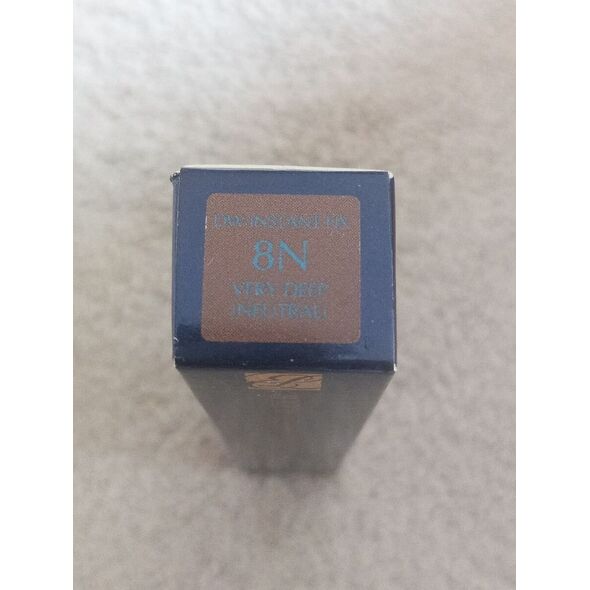 DW INSTANT FIX
8N
VERY DEEP
(NEUTRAL)